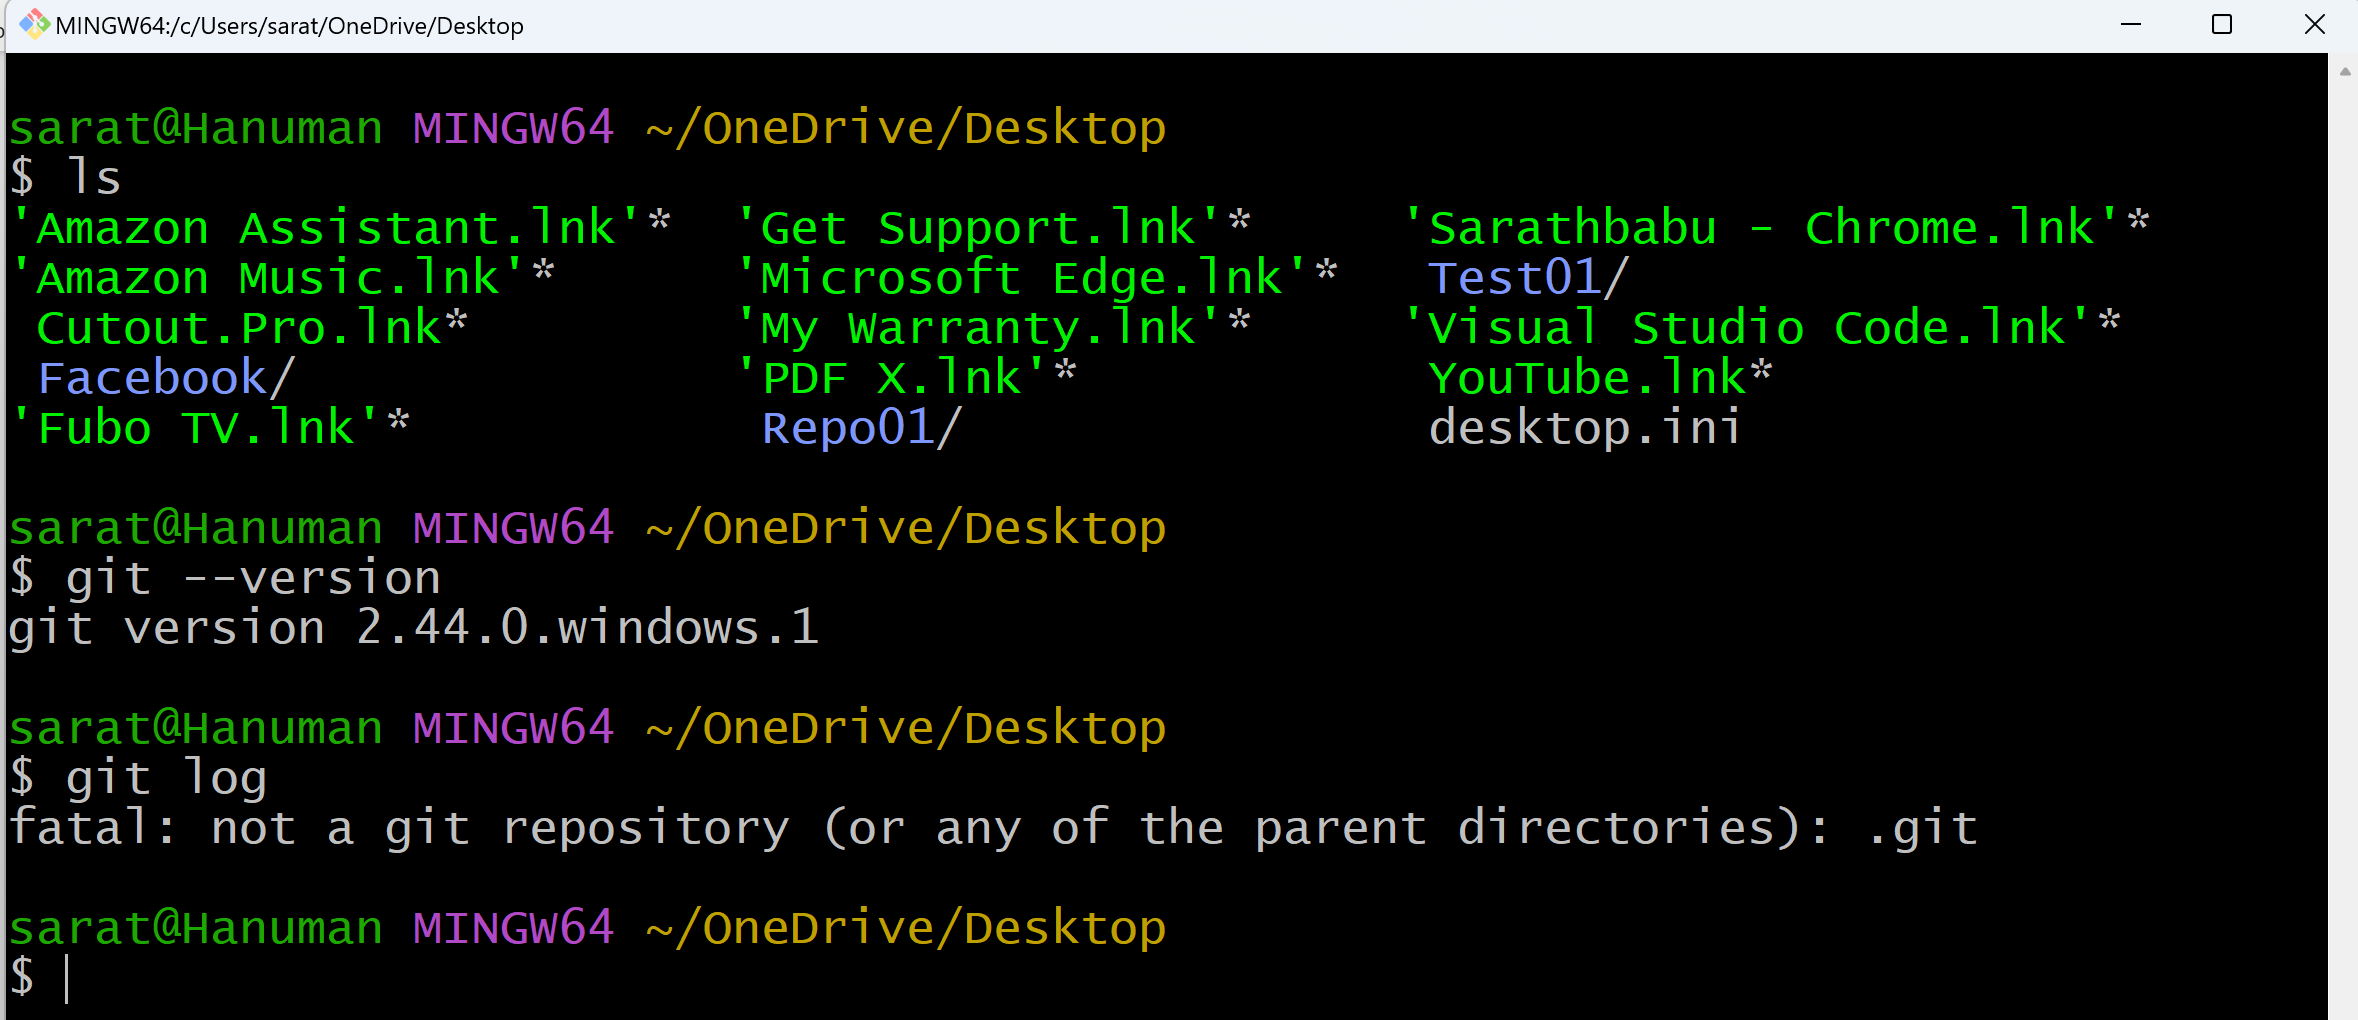 MINGW64:/c/Users/sarat/OneDrive/Desktop
sarat@Hanuman MINGW64 ~/OneDrive/Desktop
$ ls
'Amazon Assistant.lnk'*  'Get Support.lnk'*  'Sarathbabu - Chrome.lnk'*
'Amazon Music.lnk'*  'Microsoft Edge.lnk'*  Test01/
Cutout.Pro.lnk*  'My Warranty.lnk'*  'Visual Studio Code.lnk'*
Facebook/  'PDF X.lnk'*  YouTube.lnk*
'Fubo TV.lnk'*  Repo01/  desktop.ini
sarat@Hanuman MINGW64 ~/OneDrive/Desktop
$ git --version
git version 2.44.0.windows.1
sarat@Hanuman MINGW64 ~/OneDrive/Desktop
$ git log
fatal: not a git repository (or any of the parent directories): .git
sarat@Hanuman MINGW64 ~/OneDrive/Desktop
$